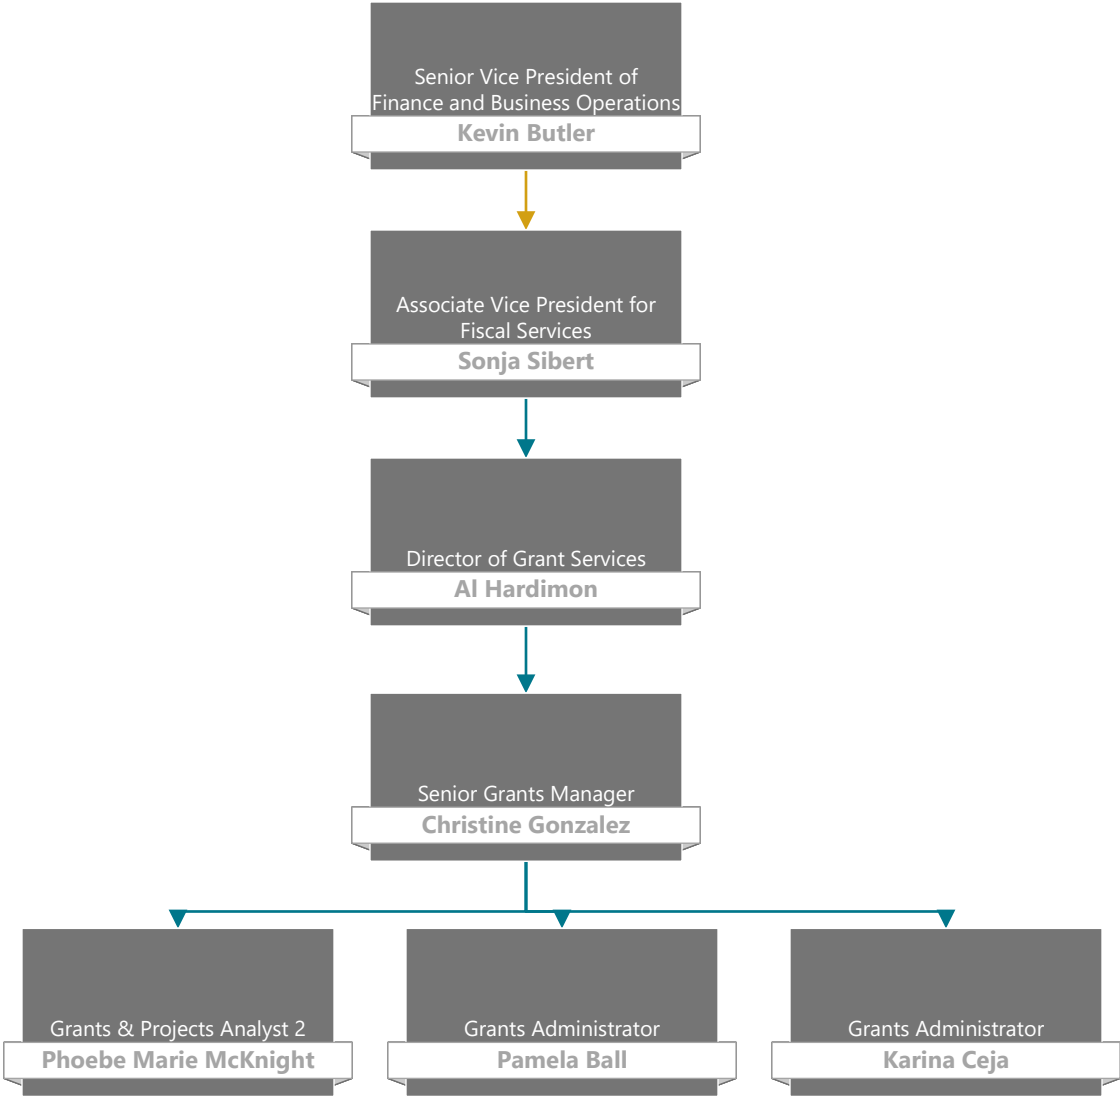 Senior Vice President of
Finance and Business Operations
Kevin Butler
Associate Vice President for
Fiscal Services
Sonja Sibert
Director of Grant Services
Al Hardimon
Senior Grants Manager
Christine Gonzalez
Grants & Projects Analyst 2
Phoebe Marie McKnight
Grants Administrator
Pamela Ball
Grants Administrator
Karina Ceja